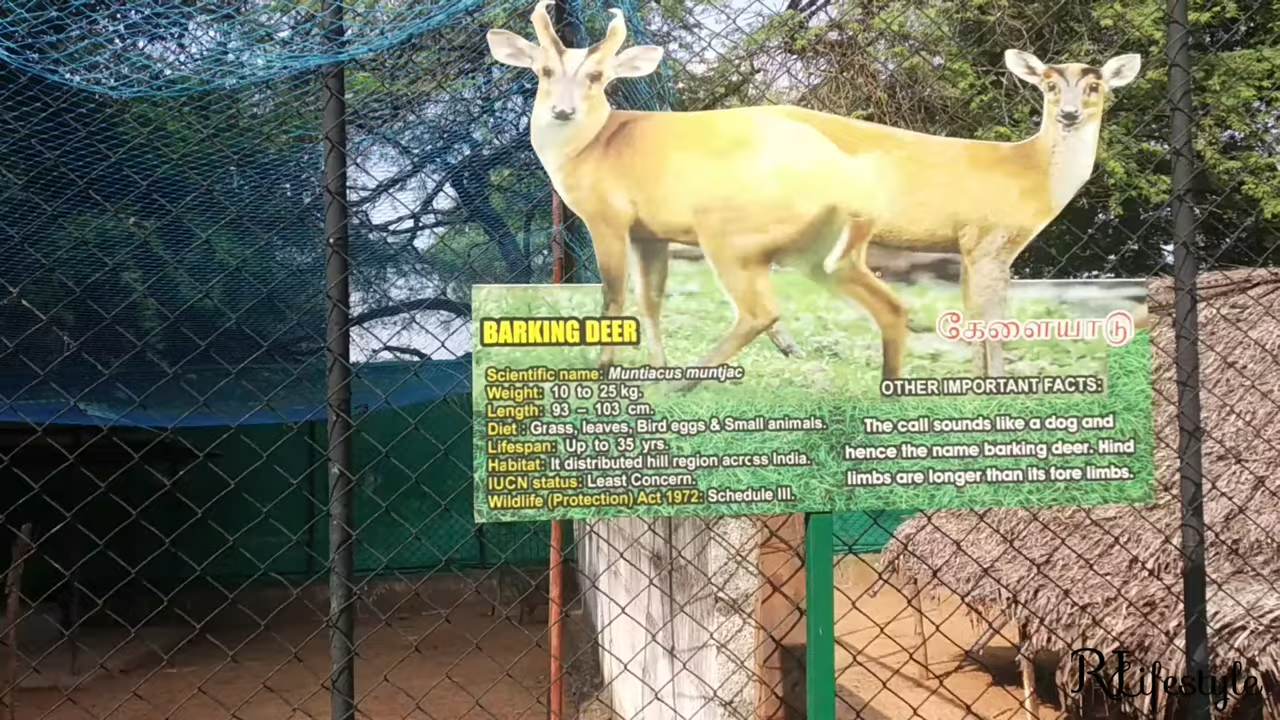 BARKING DEER
கேளையாடு
Scientific name: Muntiacus muntjac
Weight: 10 to 25 kg.
Length: 93 – 103 cm.
Diet : Grass, leaves, Bird eggs & Small animals.
Lifespan: Up to 35 yrs.
Habitat: It distributed hill region across India.
IUCN status: Least Concern.
Wildlife (Protection) Act 1972: Schedule III.
OTHER IMPORTANT FACTS:
The call sounds like a dog and
hence the name barking deer. Hind
limbs are longer than its fore limbs.
RLifestyle